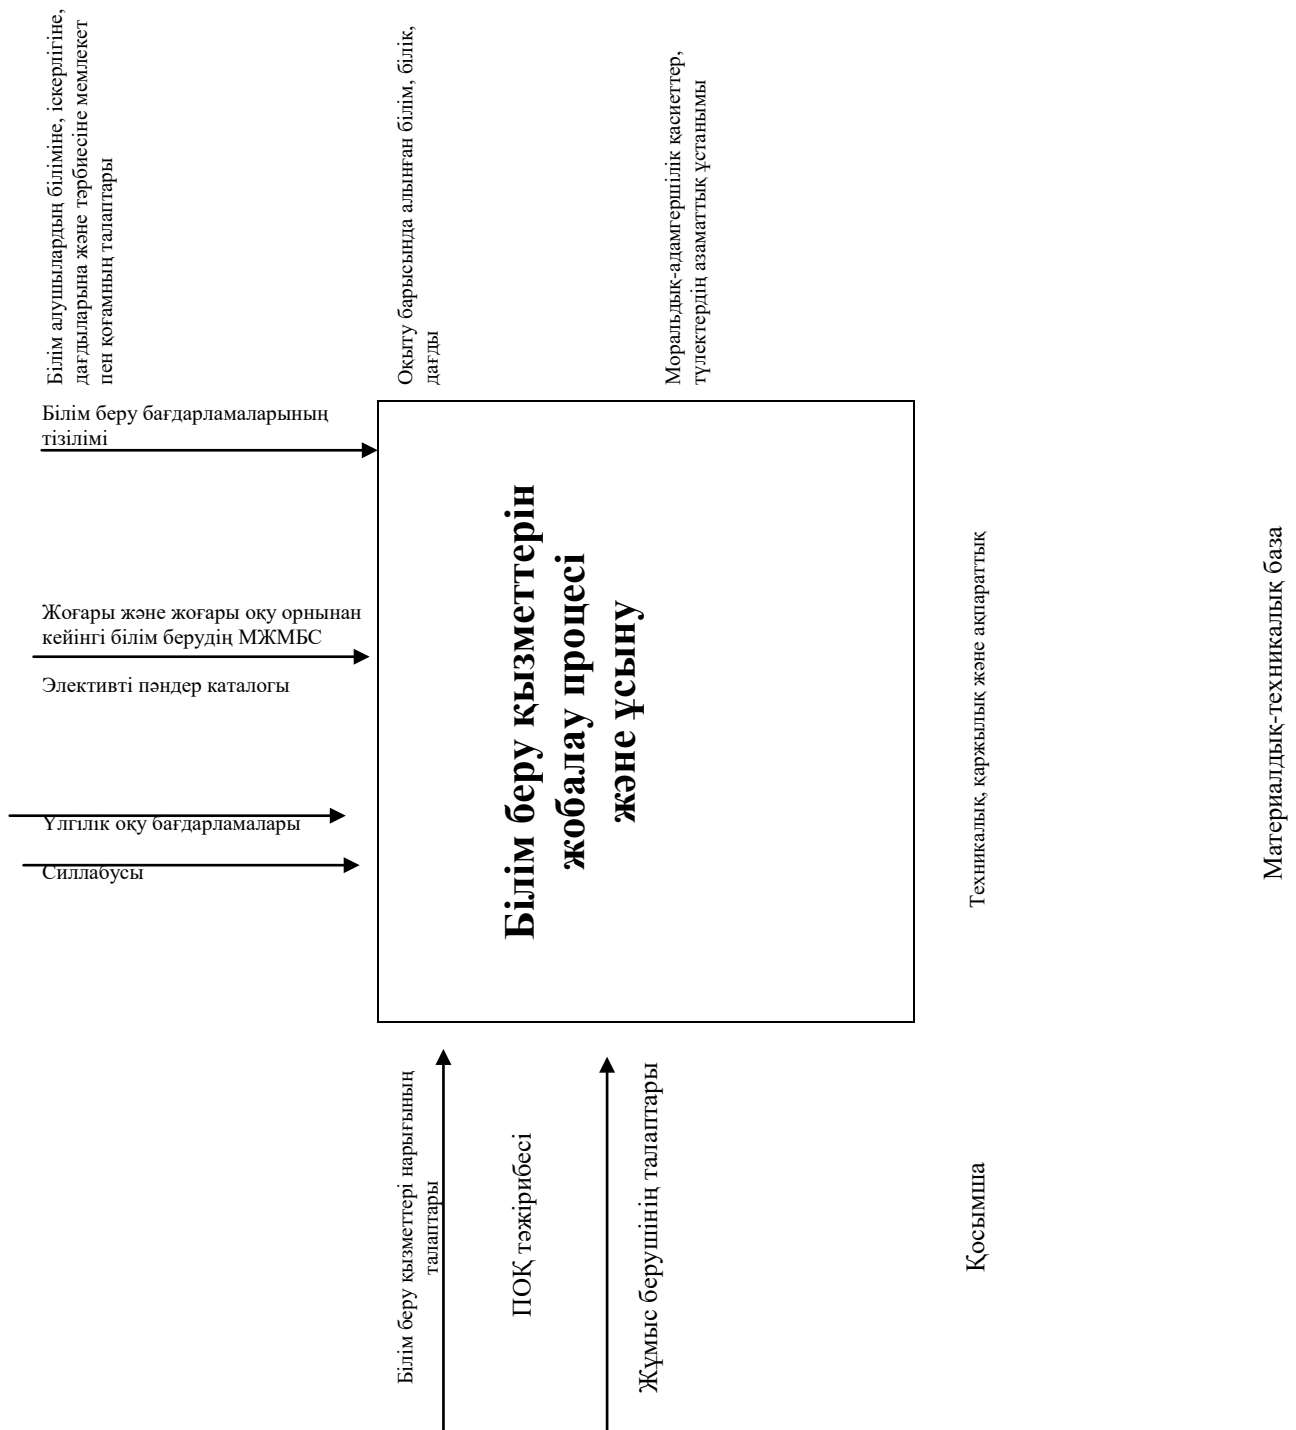 Білім алушылардың біліміне, іскерлігіне,
дағдыларына және тәрбиесіне мемлекет
пен қоғамның талаптары
Оқыту барысында алынған білім, білік,
дағды
Моральдық-адамгершілік қасиеттер,
түлектердің азаматтық ұстанымы
Білім беру бағдарламаларының
тізілімі
Жоғары және жоғары оқу орнынан
кейінгі білім берудің МЖМБС
Элективті пәндер каталогы
Үлгілік оқу бағдарламалары
Силлабусы
Білім беру қызметтерін
жобалау процесі
және ұсыну
Техникалық, қаржылық және ақпараттық
Материалдық-техникалық база
Білім беру қызметтері нарығының
талаптары
ПОҚ тәжірибесі
Жұмыс берушінің талаптары
Қосымша